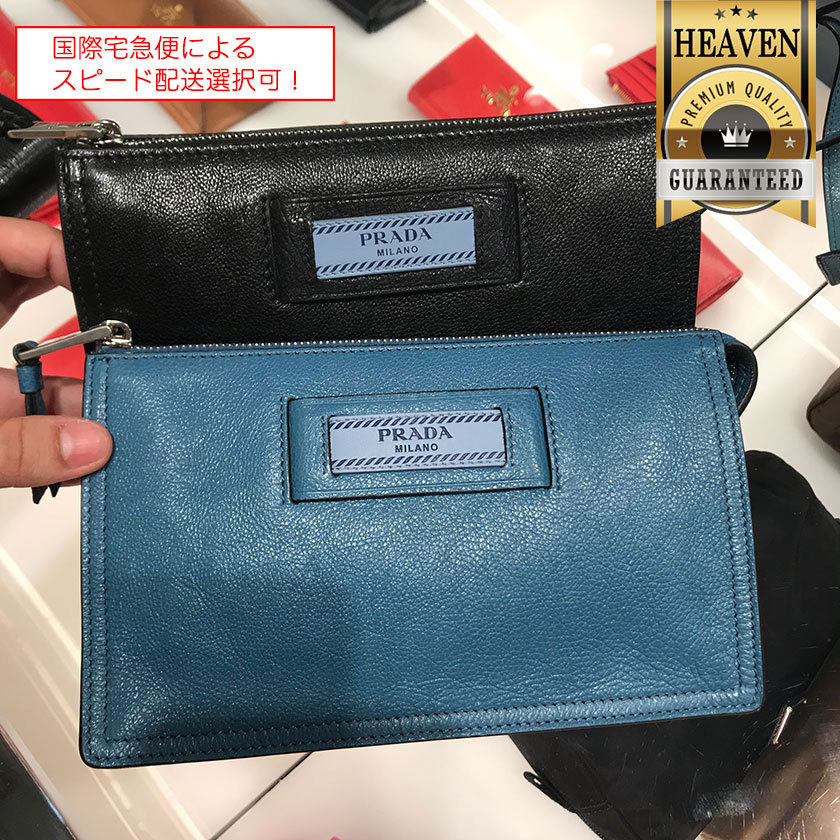 国際宅急便による
スピード配送選択可！
HEAVEN
PREMIUM QUALITY
GUARANTEED
PRADA
MILANO
PRADA
MILANO